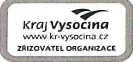 Kraj Vysočina
www.kr-vysocina.cz
ZŘIZOVATEL ORGANIZACE